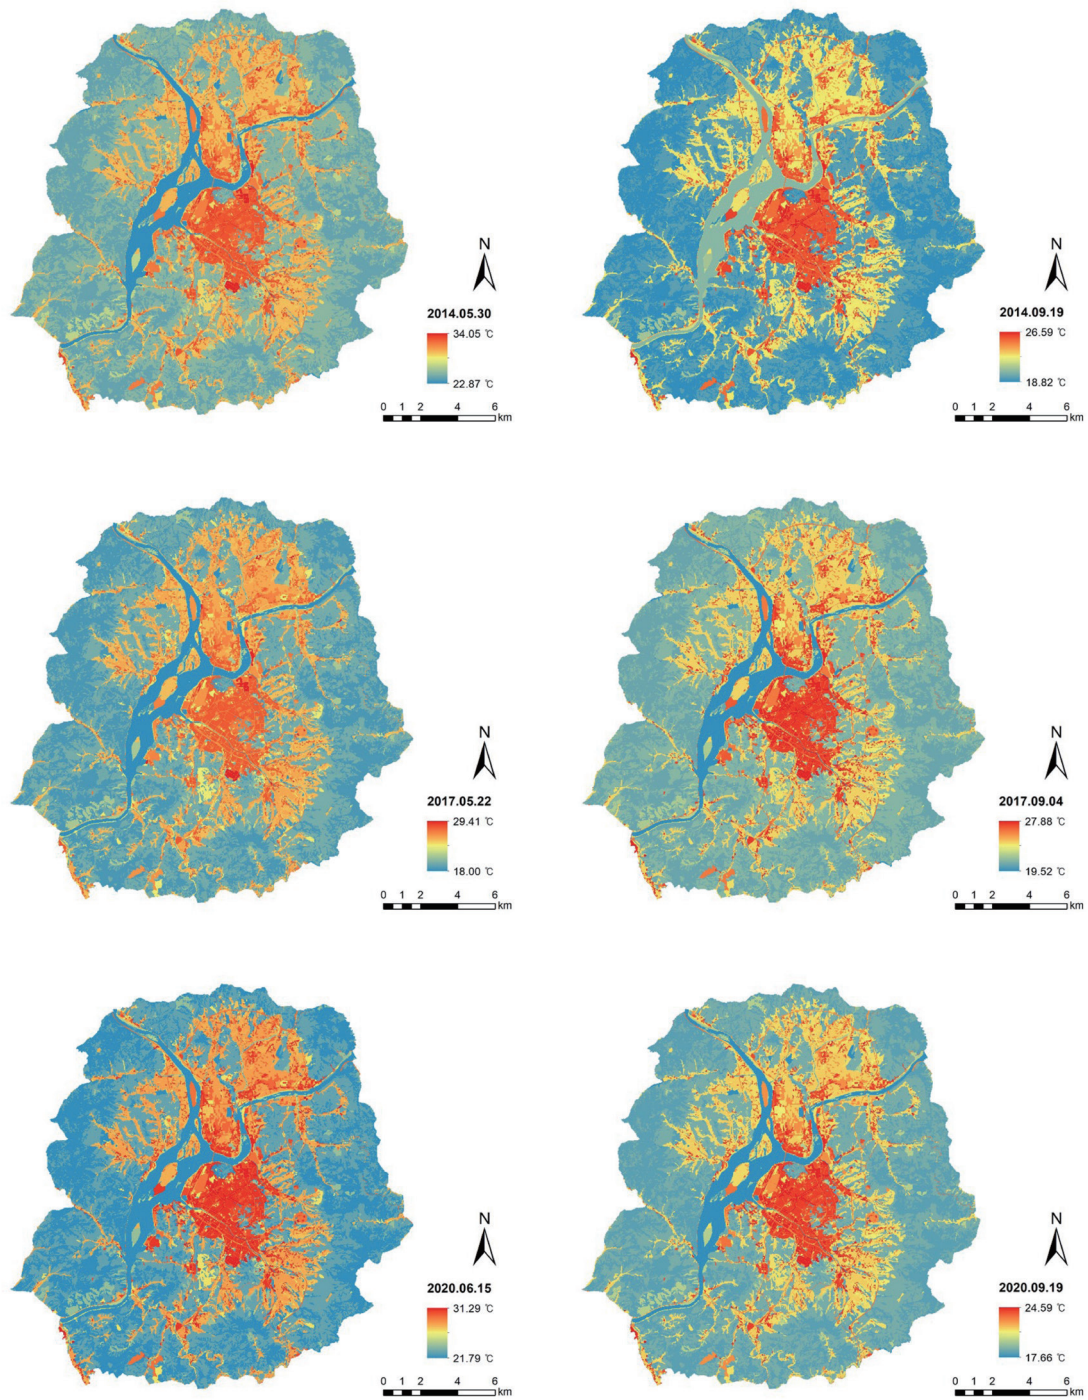 N
2014.05.30
34.05 ℃
22.87 ℃
0 1 2 4 6
km
N
2014.09.19
26.59 ℃
18.82 ℃
0 1 2 4 6
km
N
2017.05.22
29.41 ℃
18.00 ℃
0 1 2 4 6
km
N
2017.09.04
27.88 ℃
19.52 ℃
0 1 2 4 6
km
N
2020.06.15
31.29 ℃
21.79 ℃
0 1 2 4 6
km
N
2020.09.19
24.59 ℃
17.66 ℃
0 1 2 4 6
km